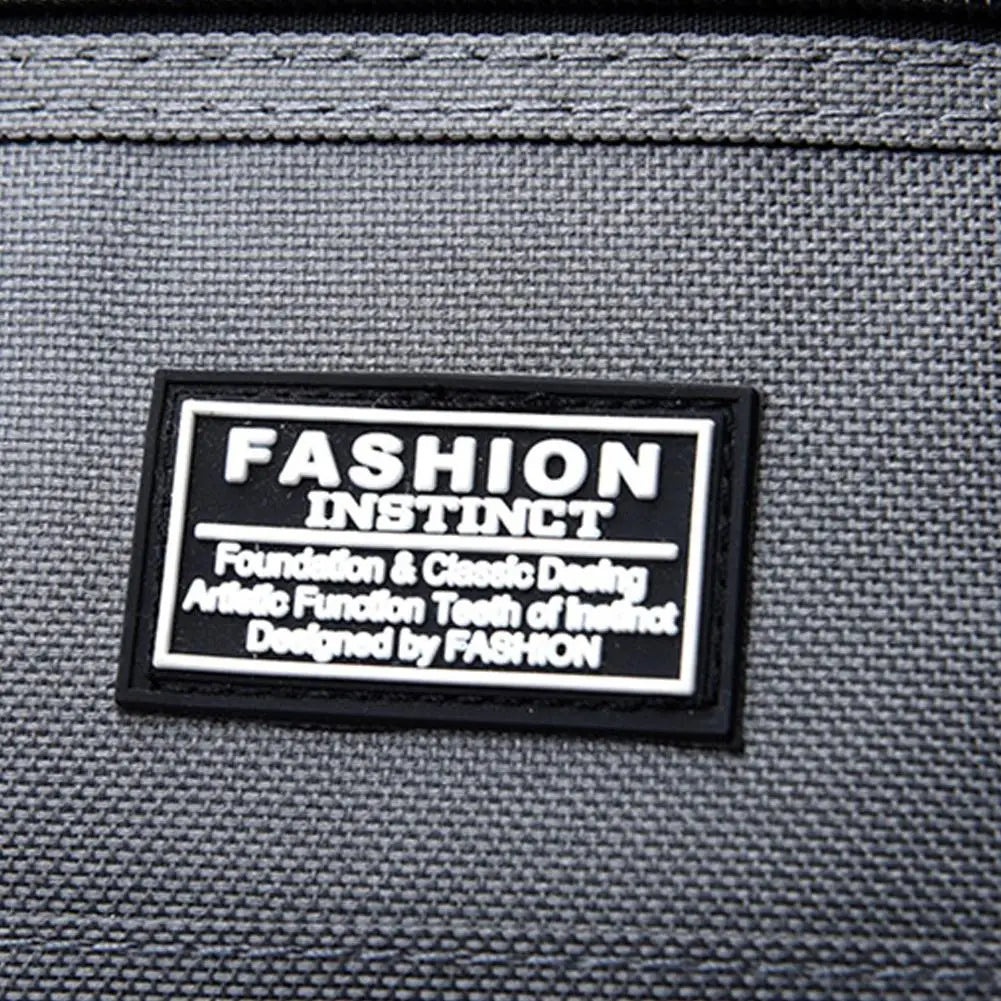 FASHION
INSTINCT
Foundation & Classic Desing
Artistic Function Teeth of Instinct
Designed by FASHION